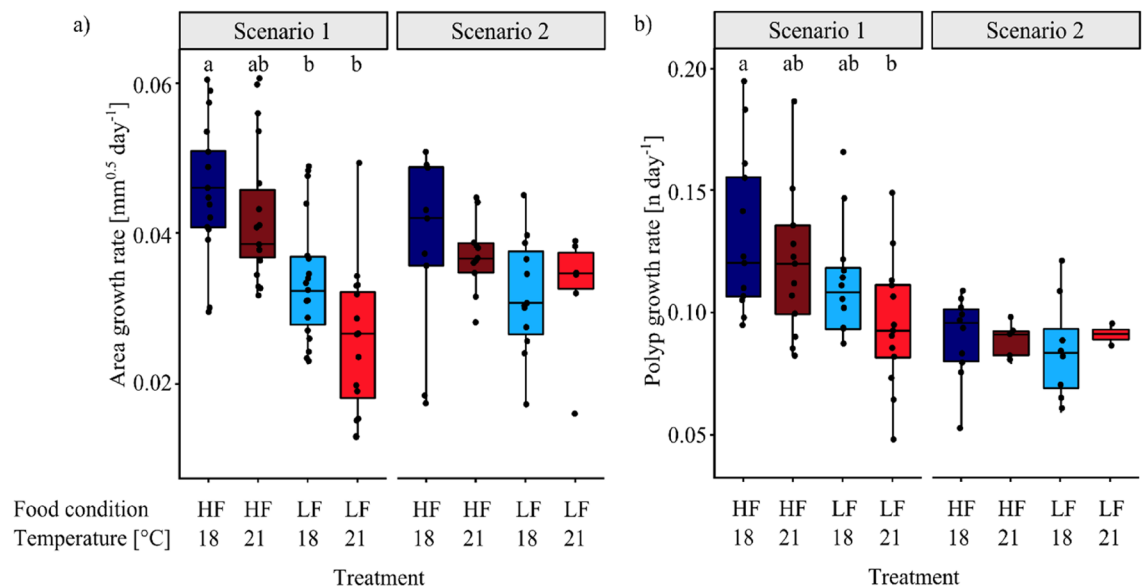 a)
Scenario 1
Scenario 2
a ab b b
0.06
0.04
0.02
Area growth rate [mm0.5 day-1]
Food condition
HF HF LF LF HF HF LF LF
Temperature [°C]
18 21 18 21 18 21 18 21
Treatment
b)
Scenario 1
Scenario 2
a ab ab b
0.20
0.15
0.10
0.05
Polyp growth rate [n day-1]
HF HF LF LF HF HF LF LF
18 21 18 21 18 21 18 21
Treatment